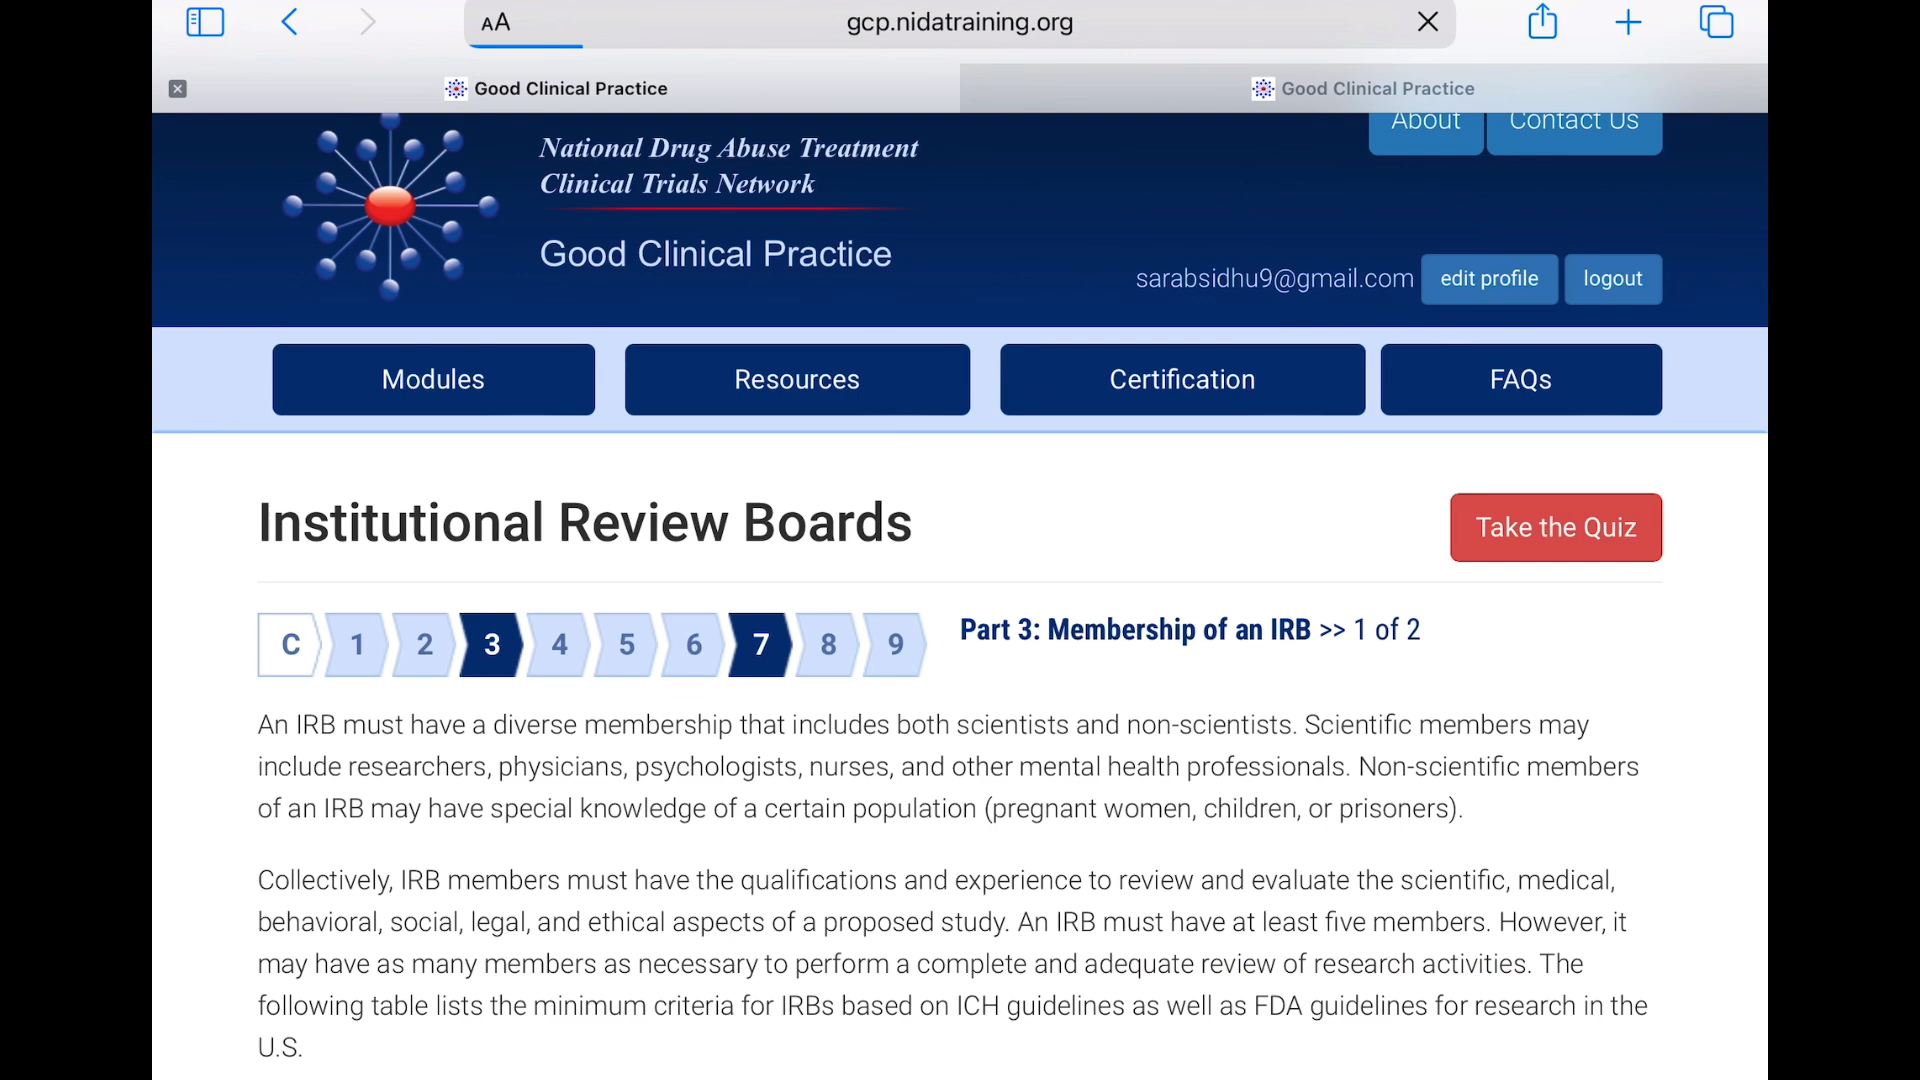 AA
gcp.nidatraining.org
Good Clinical Practice
Good Clinical Practice
About
Contact Us
National Drug Abuse Treatment
Clinical Trials Network
Good Clinical Practice
sarabsidhu9@gmail.com
edit profile
logout
Modules
Resources
Certification
FAQs
Institutional Review Boards
Take the Quiz
C 1 2 3 4 5 6 7 8 9
Part 3: Membership of an IRB >> 1 of 2
An IRB must have a diverse membership that includes both scientists and non-scientists. Scientific members may
include researchers, physicians, psychologists, nurses, and other mental health professionals. Non-scientific members
of an IRB may have special knowledge of a certain population (pregnant women, children, or prisoners).
Collectively, IRB members must have the qualifications and experience to review and evaluate the scientific, medical,
behavioral, social, legal, and ethical aspects of a proposed study. An IRB must have at least five members. However, it
may have as many members as necessary to perform a complete and adequate review of research activities. The
following table lists the minimum criteria for IRBs based on ICH guidelines as well as FDA guidelines for research in the
U.S.